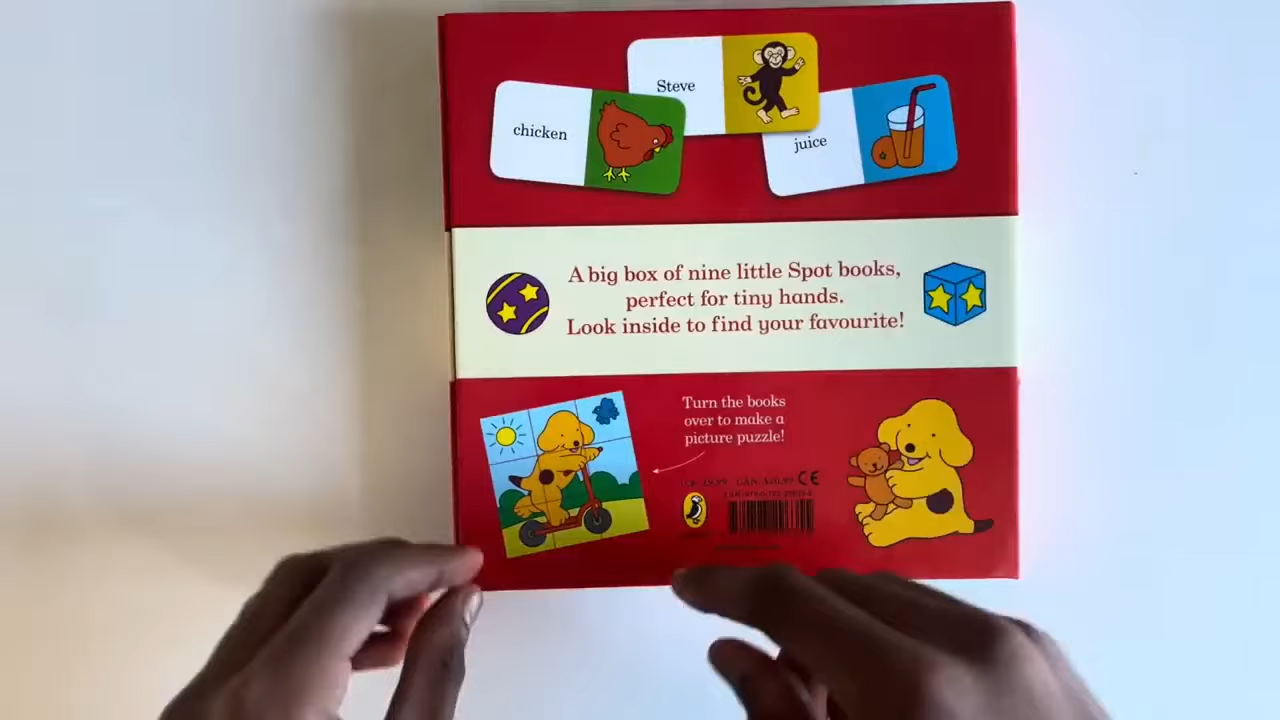 Steve
chicken
juice
A big box of nine little Spot books,
perfect for tiny hands.
Look inside to find your favourite!
Turn the books
over to make a
picture puzzle!
CE